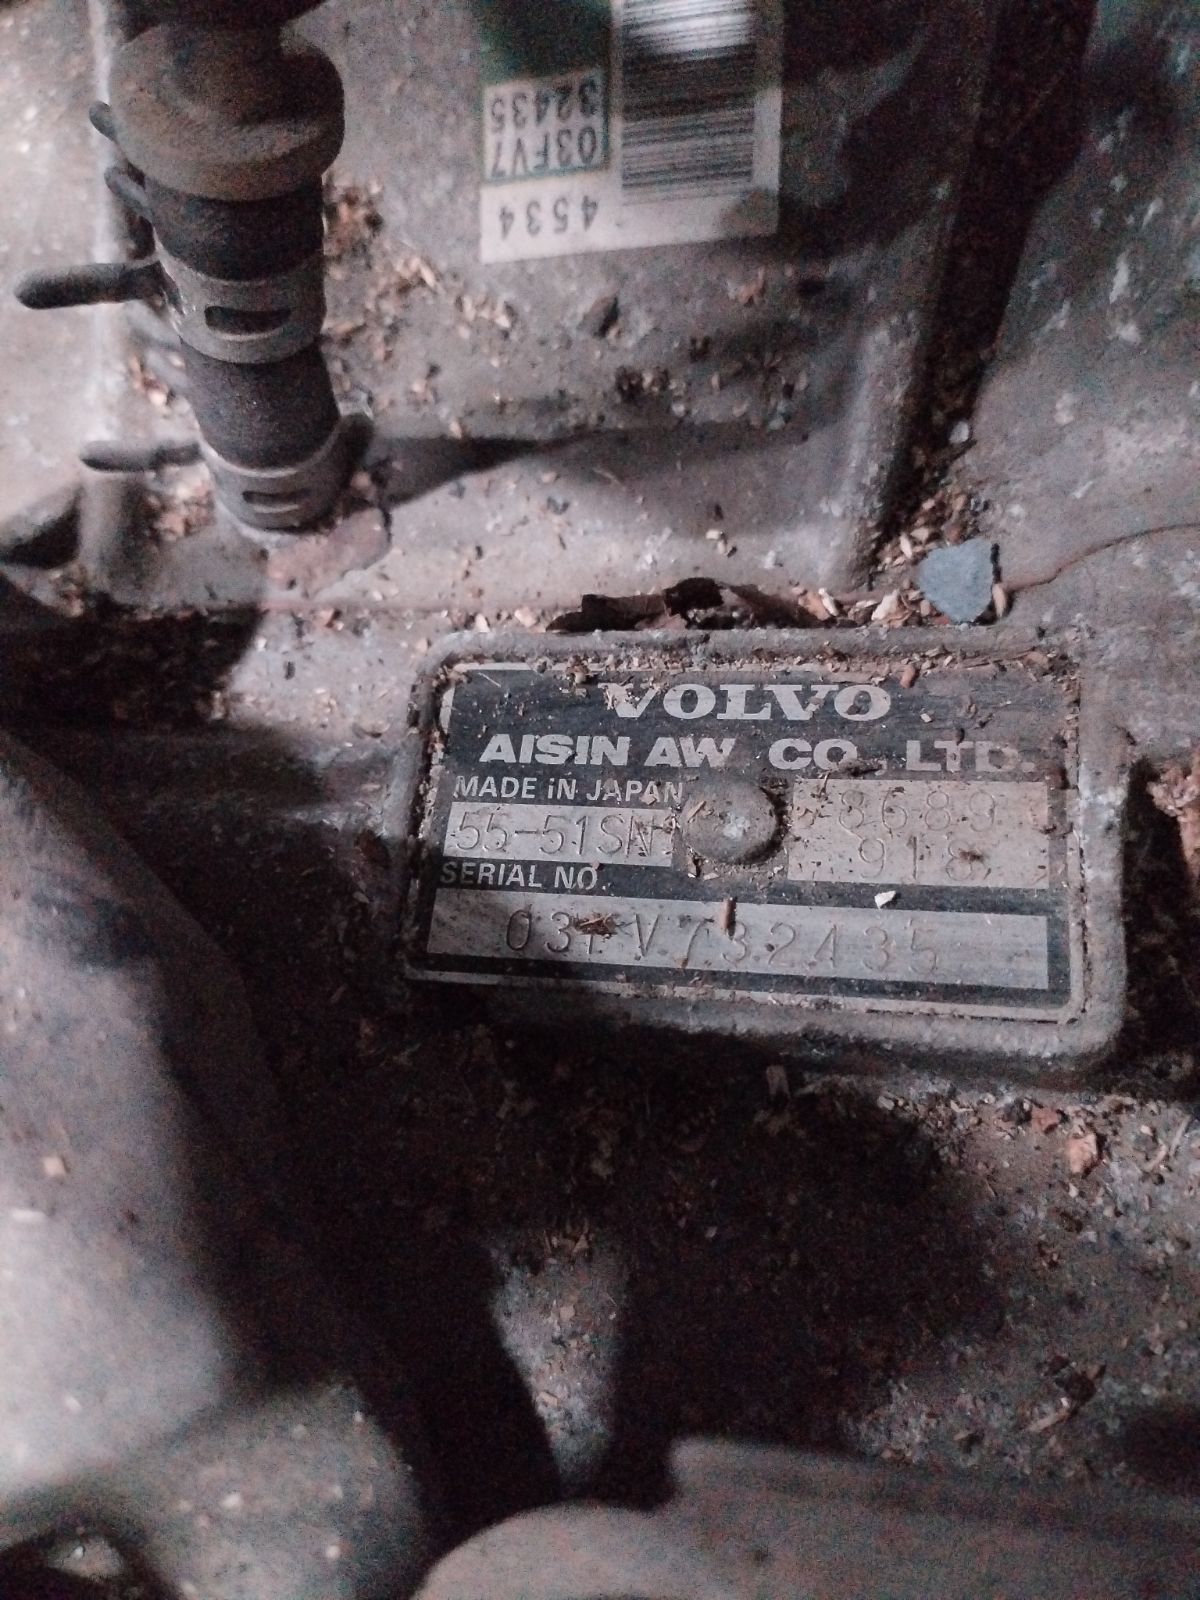 4534
03FV7
32435
VOLVO
AISIN AW CO., LTD.
MADE IN JAPAN
55-51SN
8689
918
SERIAL NO.
03FV732435